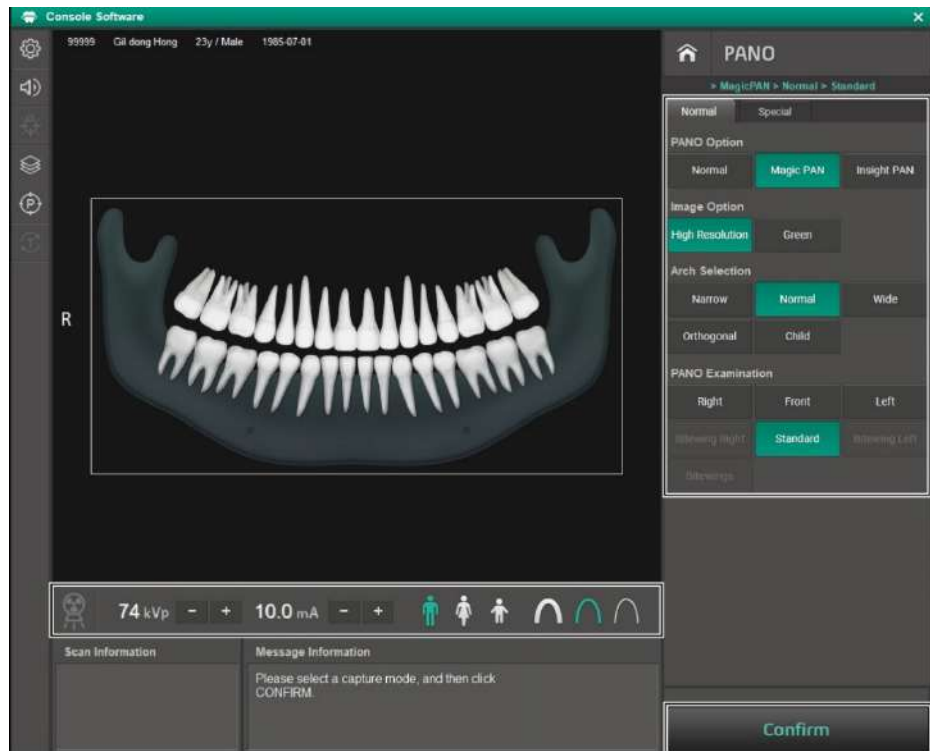 Console Software
99999 Gil dong Hong 23y / Male 1985-07-01
PANO
> MagicPAN > Normal > Standard
Normal Special
PANO Option
Normal Magic PAN Insight PAN
Image Option
High Resolution Green
Arch Selection
Narrow Normal Wide
Orthogonal Child
PANO Examination
Right Front Left
Bitewing Right Standard Bitewing Left
Bitewings
R
74 kVp - + 10.0 mA - +
Scan Information
Message Information
Please select a capture mode, and then click
CONFIRM.
Confirm